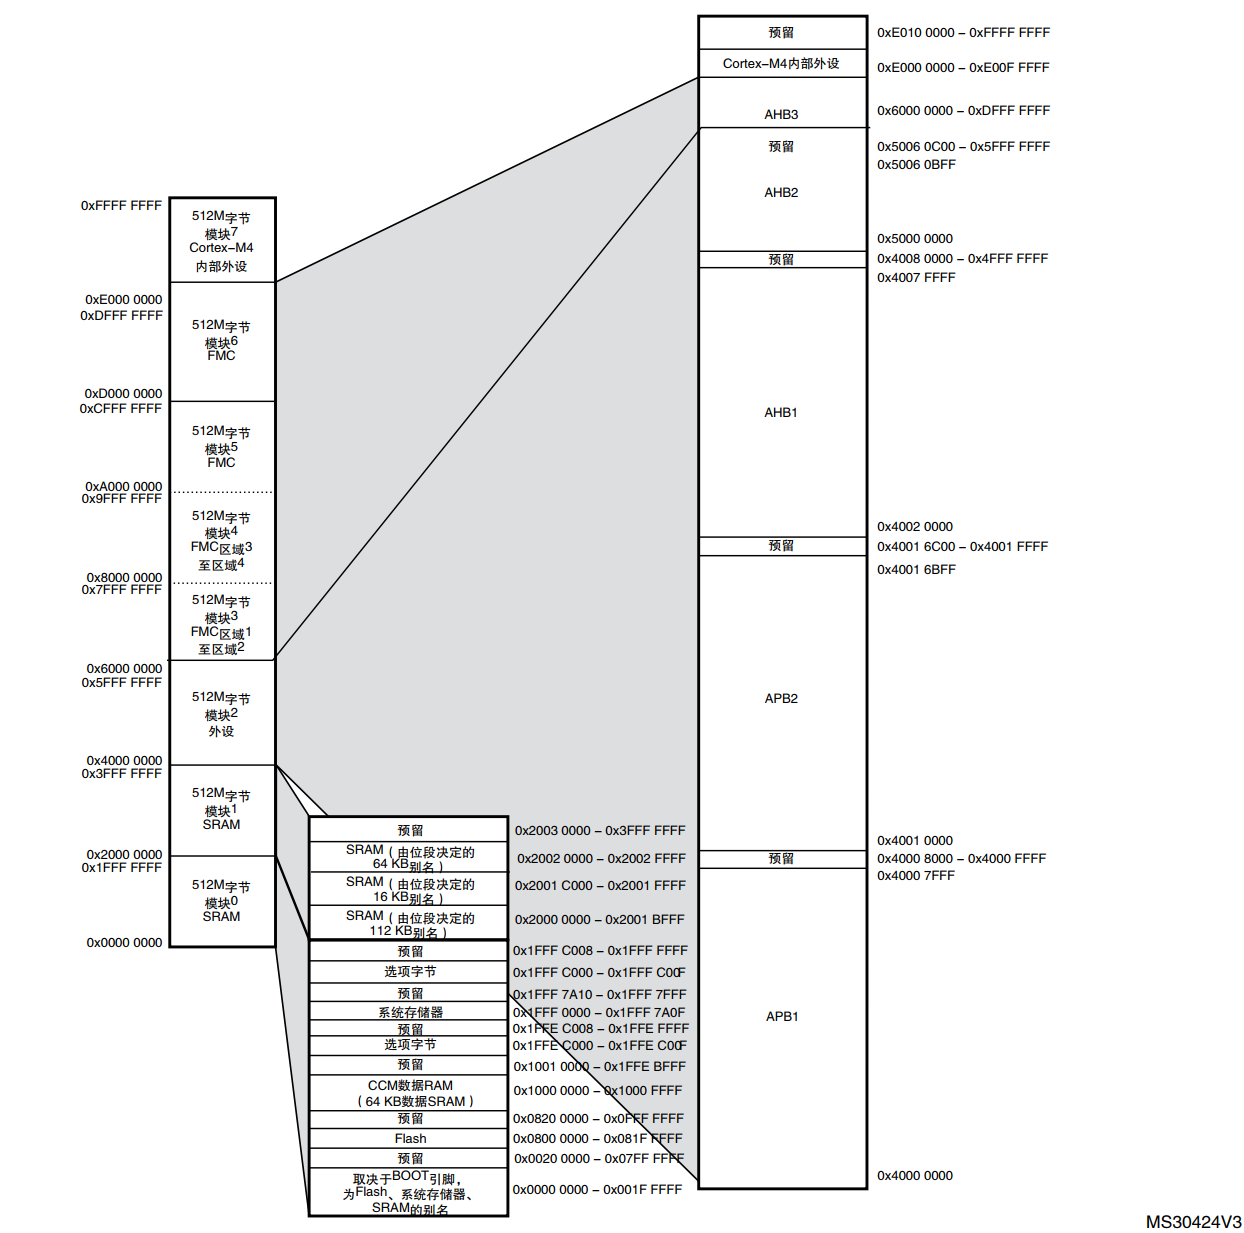 0xFFFF FFFF
512M字节
模块7
Cortex-M4
内部外设
0xE000 0000
0xDFFF FFFF
512M字节
模块6
FMC
0xD000 0000
0xCFFF FFFF
512M字节
模块5
FMC
0xA000 0000
0x9FFF FFFF
512M字节
模块4
FMC区域3
至区域4
0x8000 0000
0x7FFF FFFF
512M字节
模块3
FMC区域1
至区域2
0x6000 0000
0x5FFF FFFF
512M字节
模块2
外设
0x4000 0000
0x3FFF FFFF
512M字节
模块1
SRAM
0x2000 0000
0x1FFF FFFF
512M字节
模块0
SRAM
0x0000 0000
预留 0x2003 0000 – 0x3FFF FFFF
SRAM(由位段决定的
64 KB别名) 0x2002 0000 – 0x2002 FFFF
SRAM(由位段决定的
16 KB别名) 0x2001 C000 – 0x2001 FFFF
SRAM(由位段决定的
112 KB别名) 0x2000 0000 – 0x2001 BFFF
预留 0x1FFF C008 – 0x1FFF FFFF
选项字节 0x1FFF C000 – 0x1FFF C00F
预留 0x1FFF 7A10 – 0x1FFF 7FFF
系统存储器 0x1FFF 0000 – 0x1FFF 7A0F
预留 0x1FFE C008 – 0x1FFE FFFF
选项字节 0x1FFE C000 – 0x1FFE C00F
预留 0x1001 0000 – 0x1FFE BFFF
CCM数据RAM
(64 KB数据SRAM) 0x1000 0000 – 0x1000 FFFF
预留 0x0820 0000 – 0x0FFF FFFF
Flash 0x0800 0000 – 0x081F FFFF
预留 0x0020 0000 – 0x07FF FFFF
取决于BOOT引脚,
为Flash、系统存储器、
SRAM的别名 0x0000 0000 – 0x001F FFFF
预留 0xE010 0000 – 0xFFFF FFFF
Cortex-M4内部外设 0xE000 0000 – 0xE00F FFFF
AHB3 0x6000 0000 – 0xDFFF FFFF
预留 0x5006 0C00 – 0x5FFF FFFF
0x5006 0BFF
AHB2
0x5000 0000
预留 0x4008 0000 – 0x4FFF FFFF
0x4007 FFFF
AHB1
0x4002 0000
预留 0x4001 6C00 – 0x4001 FFFF
0x4001 6BFF
APB2
0x4001 0000
预留 0x4000 8000 – 0x4000 FFFF
0x4000 7FFF
APB1
0x4000 0000
MS30424V3